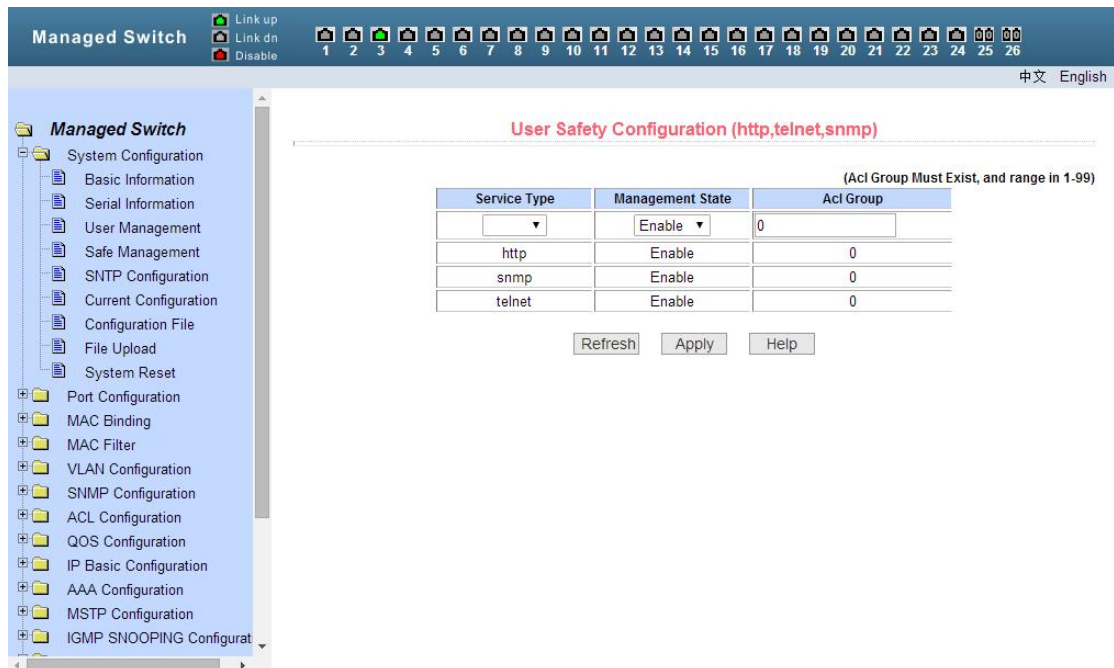 Managed Switch
Link up
Link dn
Disable
1 2 3 4 5 6 7 8 9 10 11 12 13 14 15 16 17 18 19 20 21 22 23 24 25 26
中文 English
Managed Switch
System Configuration
Basic Information
Serial Information
User Management
Safe Management
SNTP Configuration
Current Configuration
Configuration File
File Upload
System Reset
Port Configuration
MAC Binding
MAC Filter
VLAN Configuration
SNMP Configuration
ACL Configuration
QOS Configuration
IP Basic Configuration
AAA Configuration
MSTP Configuration
IGMP SNOOPING Configurat
User Safety Configuration (http,telnet,snmp)
(Acl Group Must Exist, and range in 1-99)
Service Type Management State Acl Group
Enable 0
http Enable 0
snmp Enable 0
telnet Enable 0
Refresh Apply Help